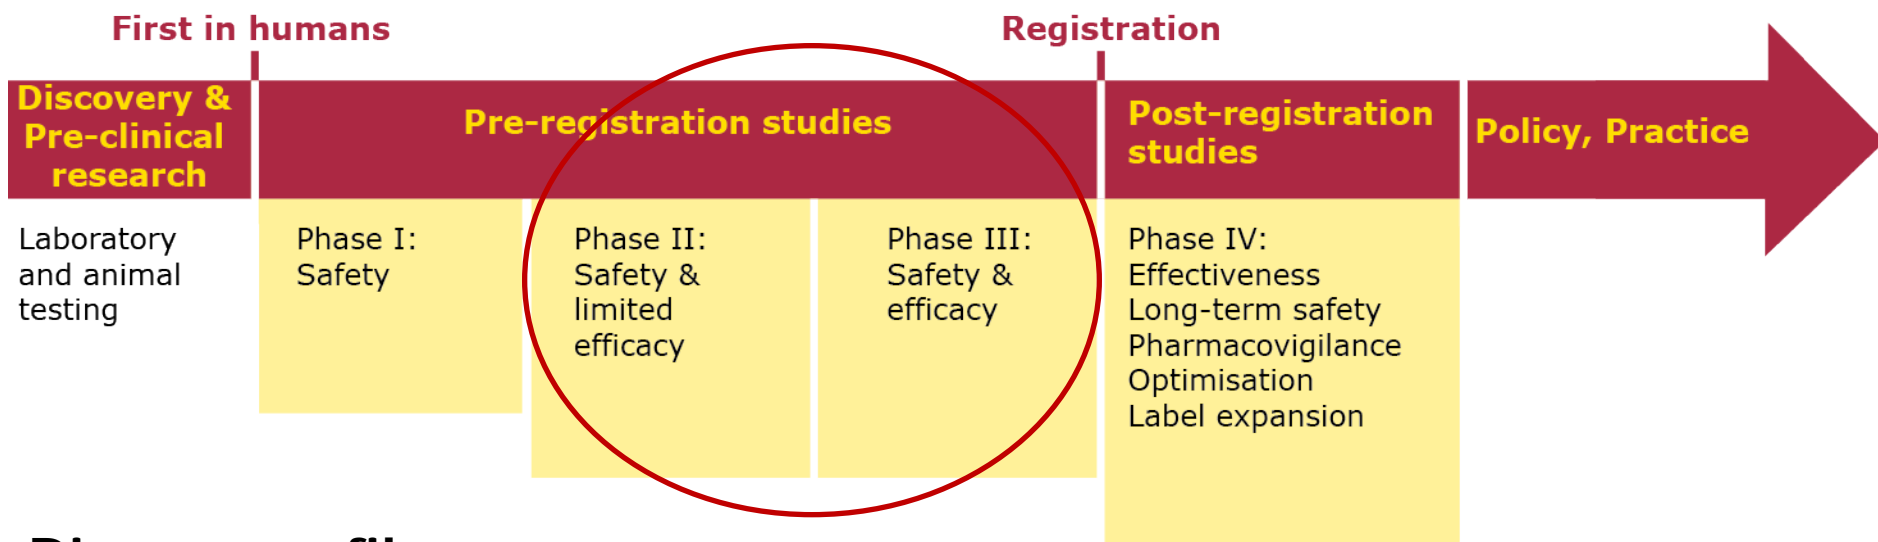 First in humans
Registration
Discovery &
Pre-clinical
research
Pre-registration studies
Post-registration
studies
Policy, Practice
Laboratory
and animal
testing
Phase I:
Safety
Phase II:
Safety &
limited
efficacy
Phase III:
Safety &
efficacy
Phase IV:
Effectiveness
Long-term safety
Pharmacovigilance
Optimisation
Label expansion